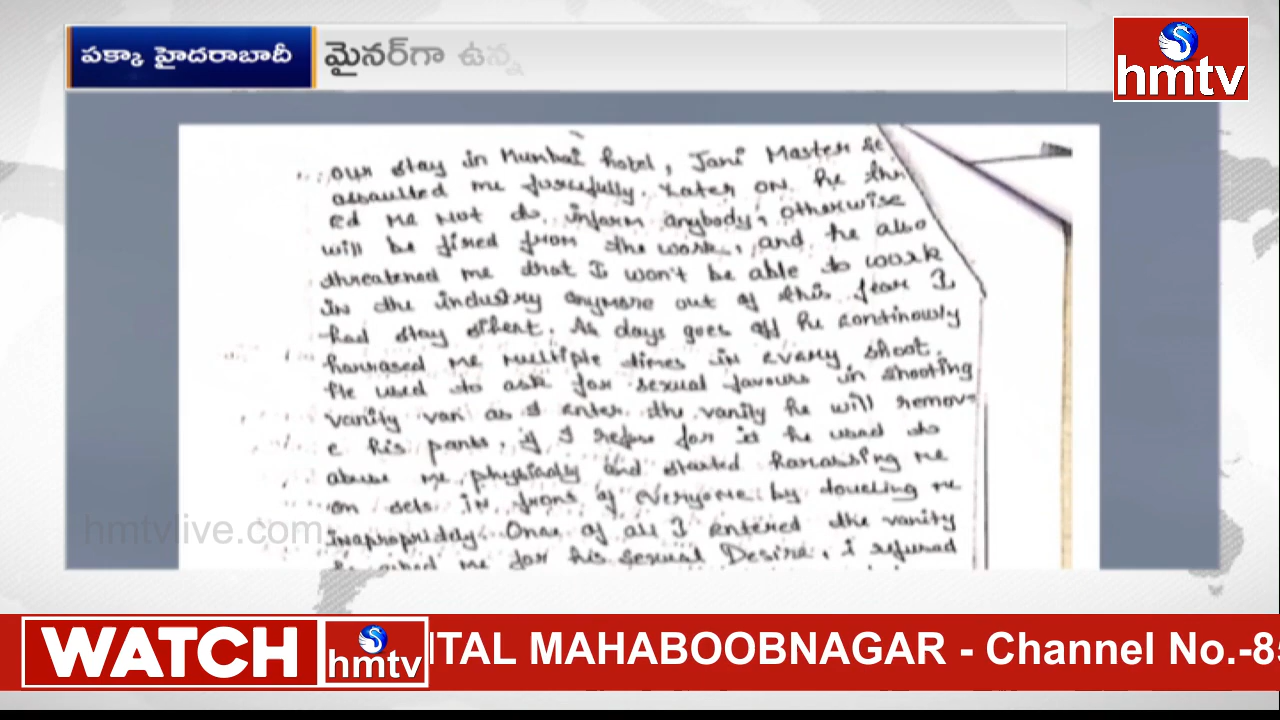 పక్కా హైదరాబాదీ
మైనర్‌గా ఉన్న
hmtv
our stay in Mumbai hotel, Jani Master se
assaulted me forcefully. Later on he thr
ed me not to inform anybody, otherwise
will be fired from the work, and he also
threatened me that I won't be able to work
in the industry anymore out of this fear I
had stay silent. As days goes off he continously
harrased me multiple times in every shoot.
He used to ask for sexual favours in shooting
vanity van as I enter the vanity he will remov-
e his pants, if I refuse for it he used to
abuse me physically and started harrassing me
on sets in front of everyone by touching me
inapropriately. Once of all I entered the vanity
asked me for his sexual Desire, I refused
hmtvlive.com
WATCH
hmtv
ITAL MAHABOOBNAGAR - Channel No.-85